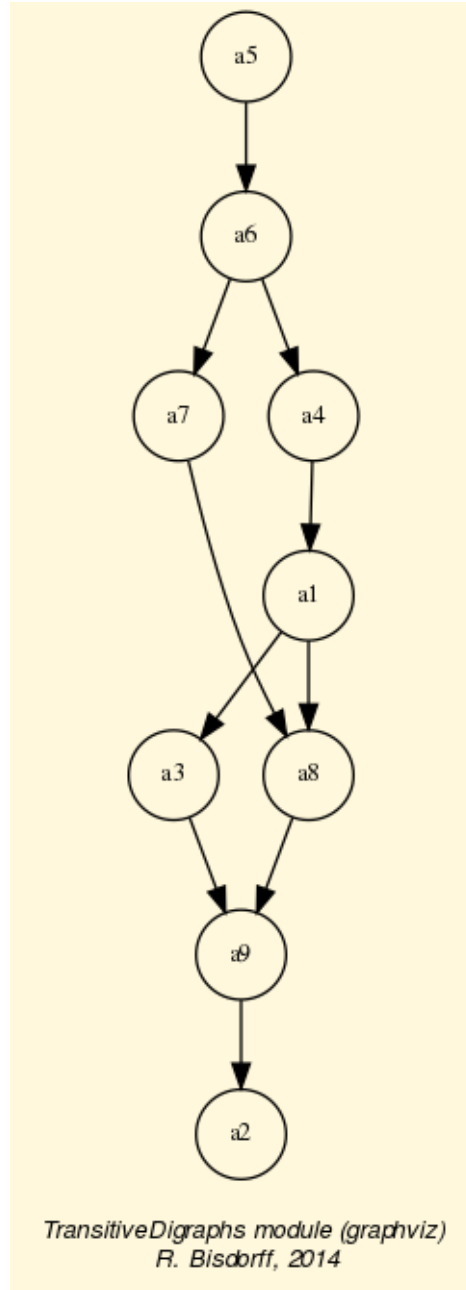 a5
a6
a7 a4
a1
a3 a8
a9
a2
TransitiveDigraphs module (graphviz)
R. Bisdorff, 2014